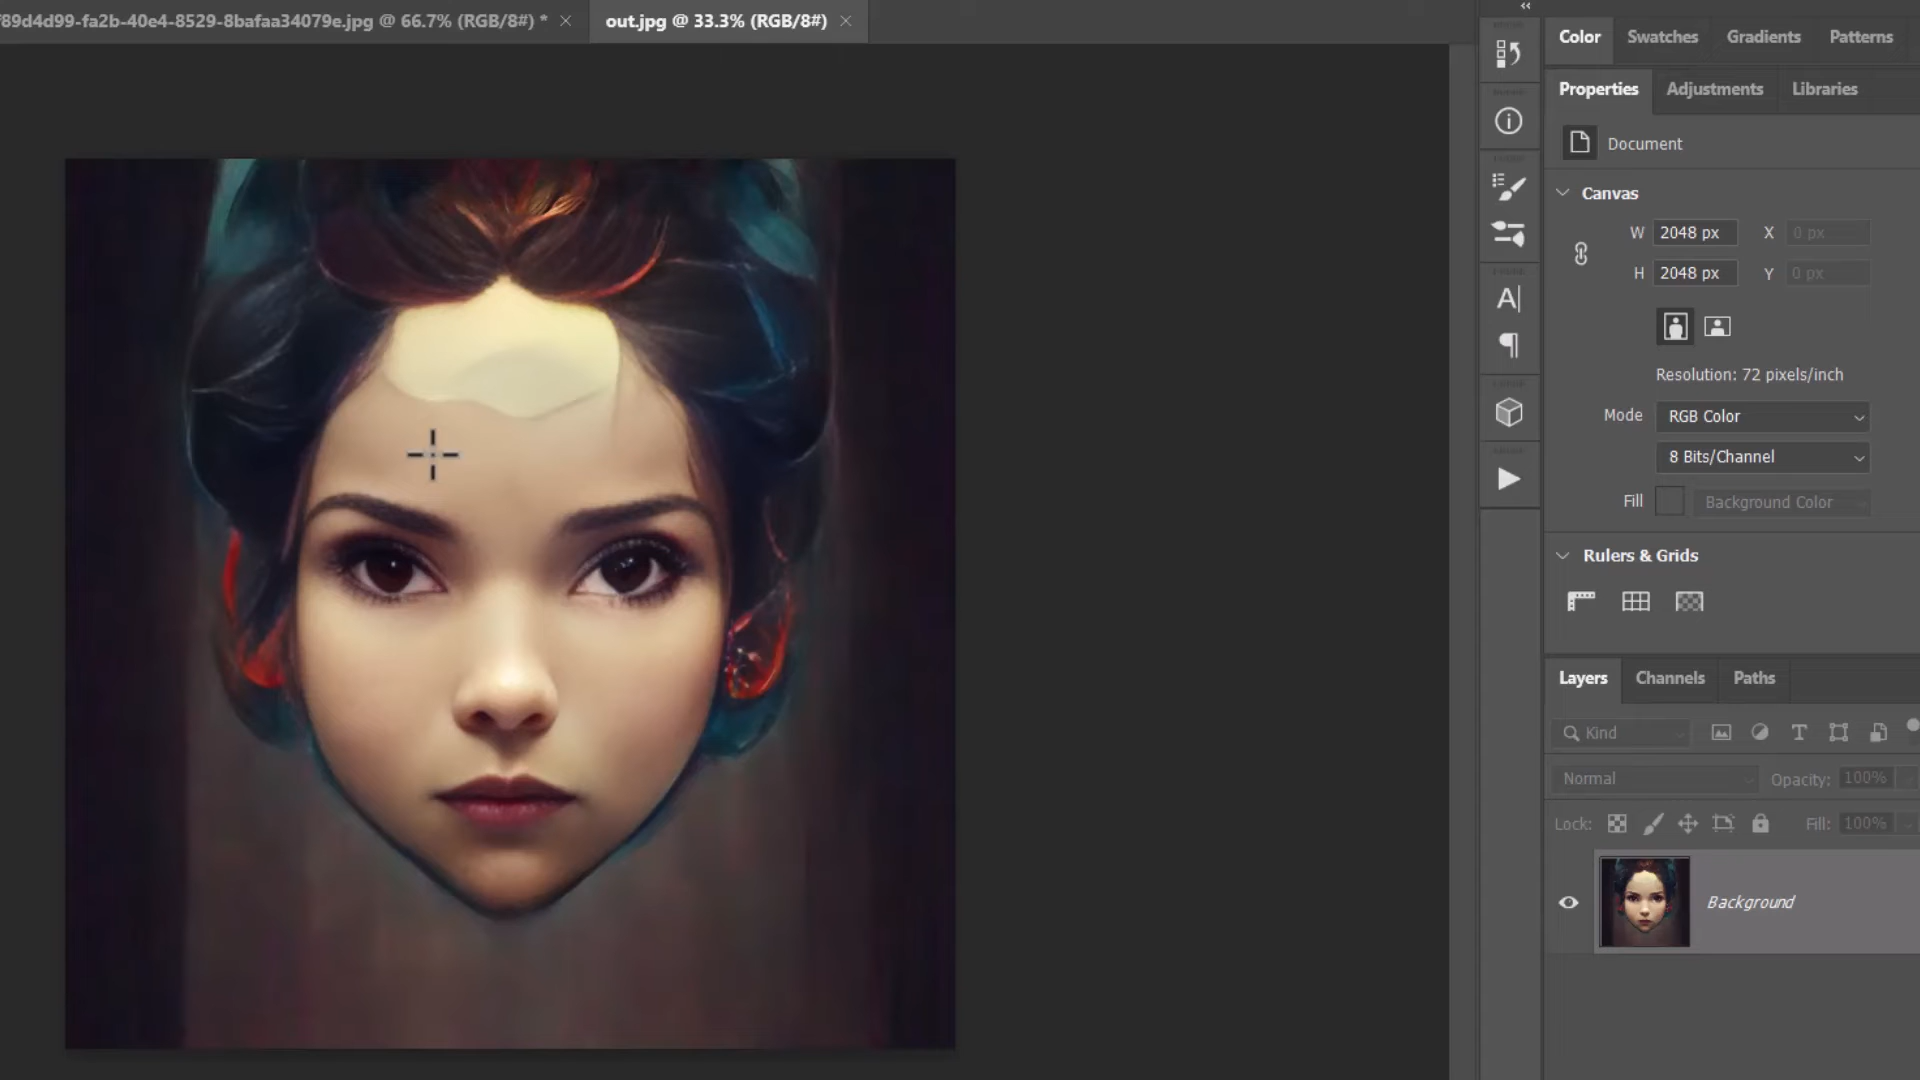 f89d4d99-fa2b-40e4-8529-8bafaa34079e.jpg @ 66.7% (RGB/8#) * ×
out.jpg @ 33.3% (RGB/8#) ×
Color Swatches Gradients Patterns
Properties Adjustments Libraries
Document
Canvas
W 2048 px X 0 px
H 2048 px Y 0 px
Resolution: 72 pixels/inch
Mode RGB Color
8 Bits/Channel
Fill Background Color
Rulers & Grids
Layers Channels Paths
Kind
Normal Opacity: 100%
Lock: Fill: 100%
Background